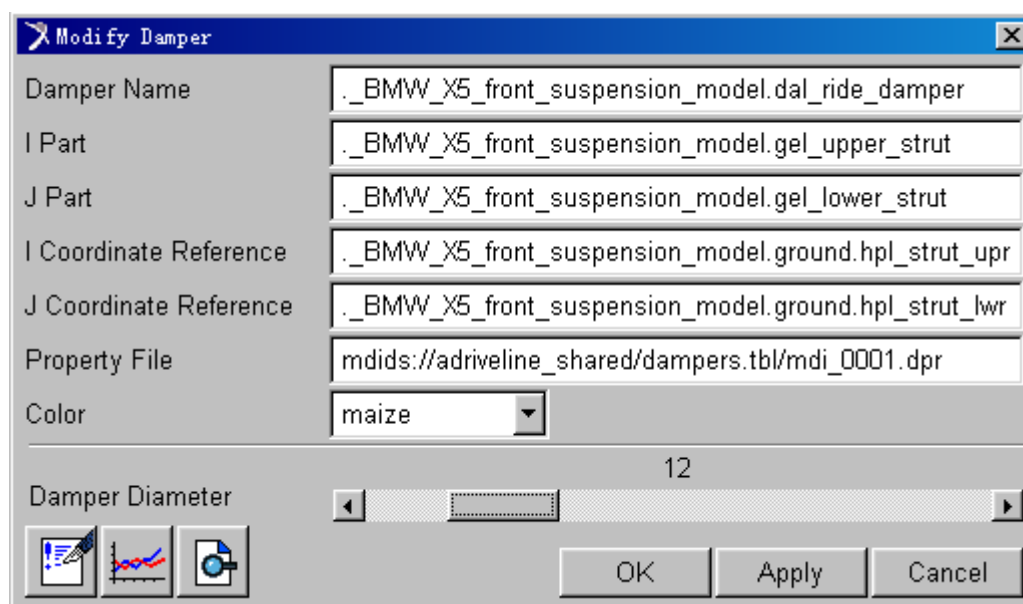 Modify Damper
Damper Name ._BMW_X5_front_suspension_model.dal_ride_damper
I Part ._BMW_X5_front_suspension_model.gel_upper_strut
J Part ._BMW_X5_front_suspension_model.gel_lower_strut
I Coordinate Reference ._BMW_X5_front_suspension_model.ground.hpl_strut_upr
J Coordinate Reference ._BMW_X5_front_suspension_model.ground.hpl_strut_lwr
Property File mdids://adriveline_shared/dampers.tbl/mdi_0001.dpr
Color maize
12
Damper Diameter
OK Apply Cancel